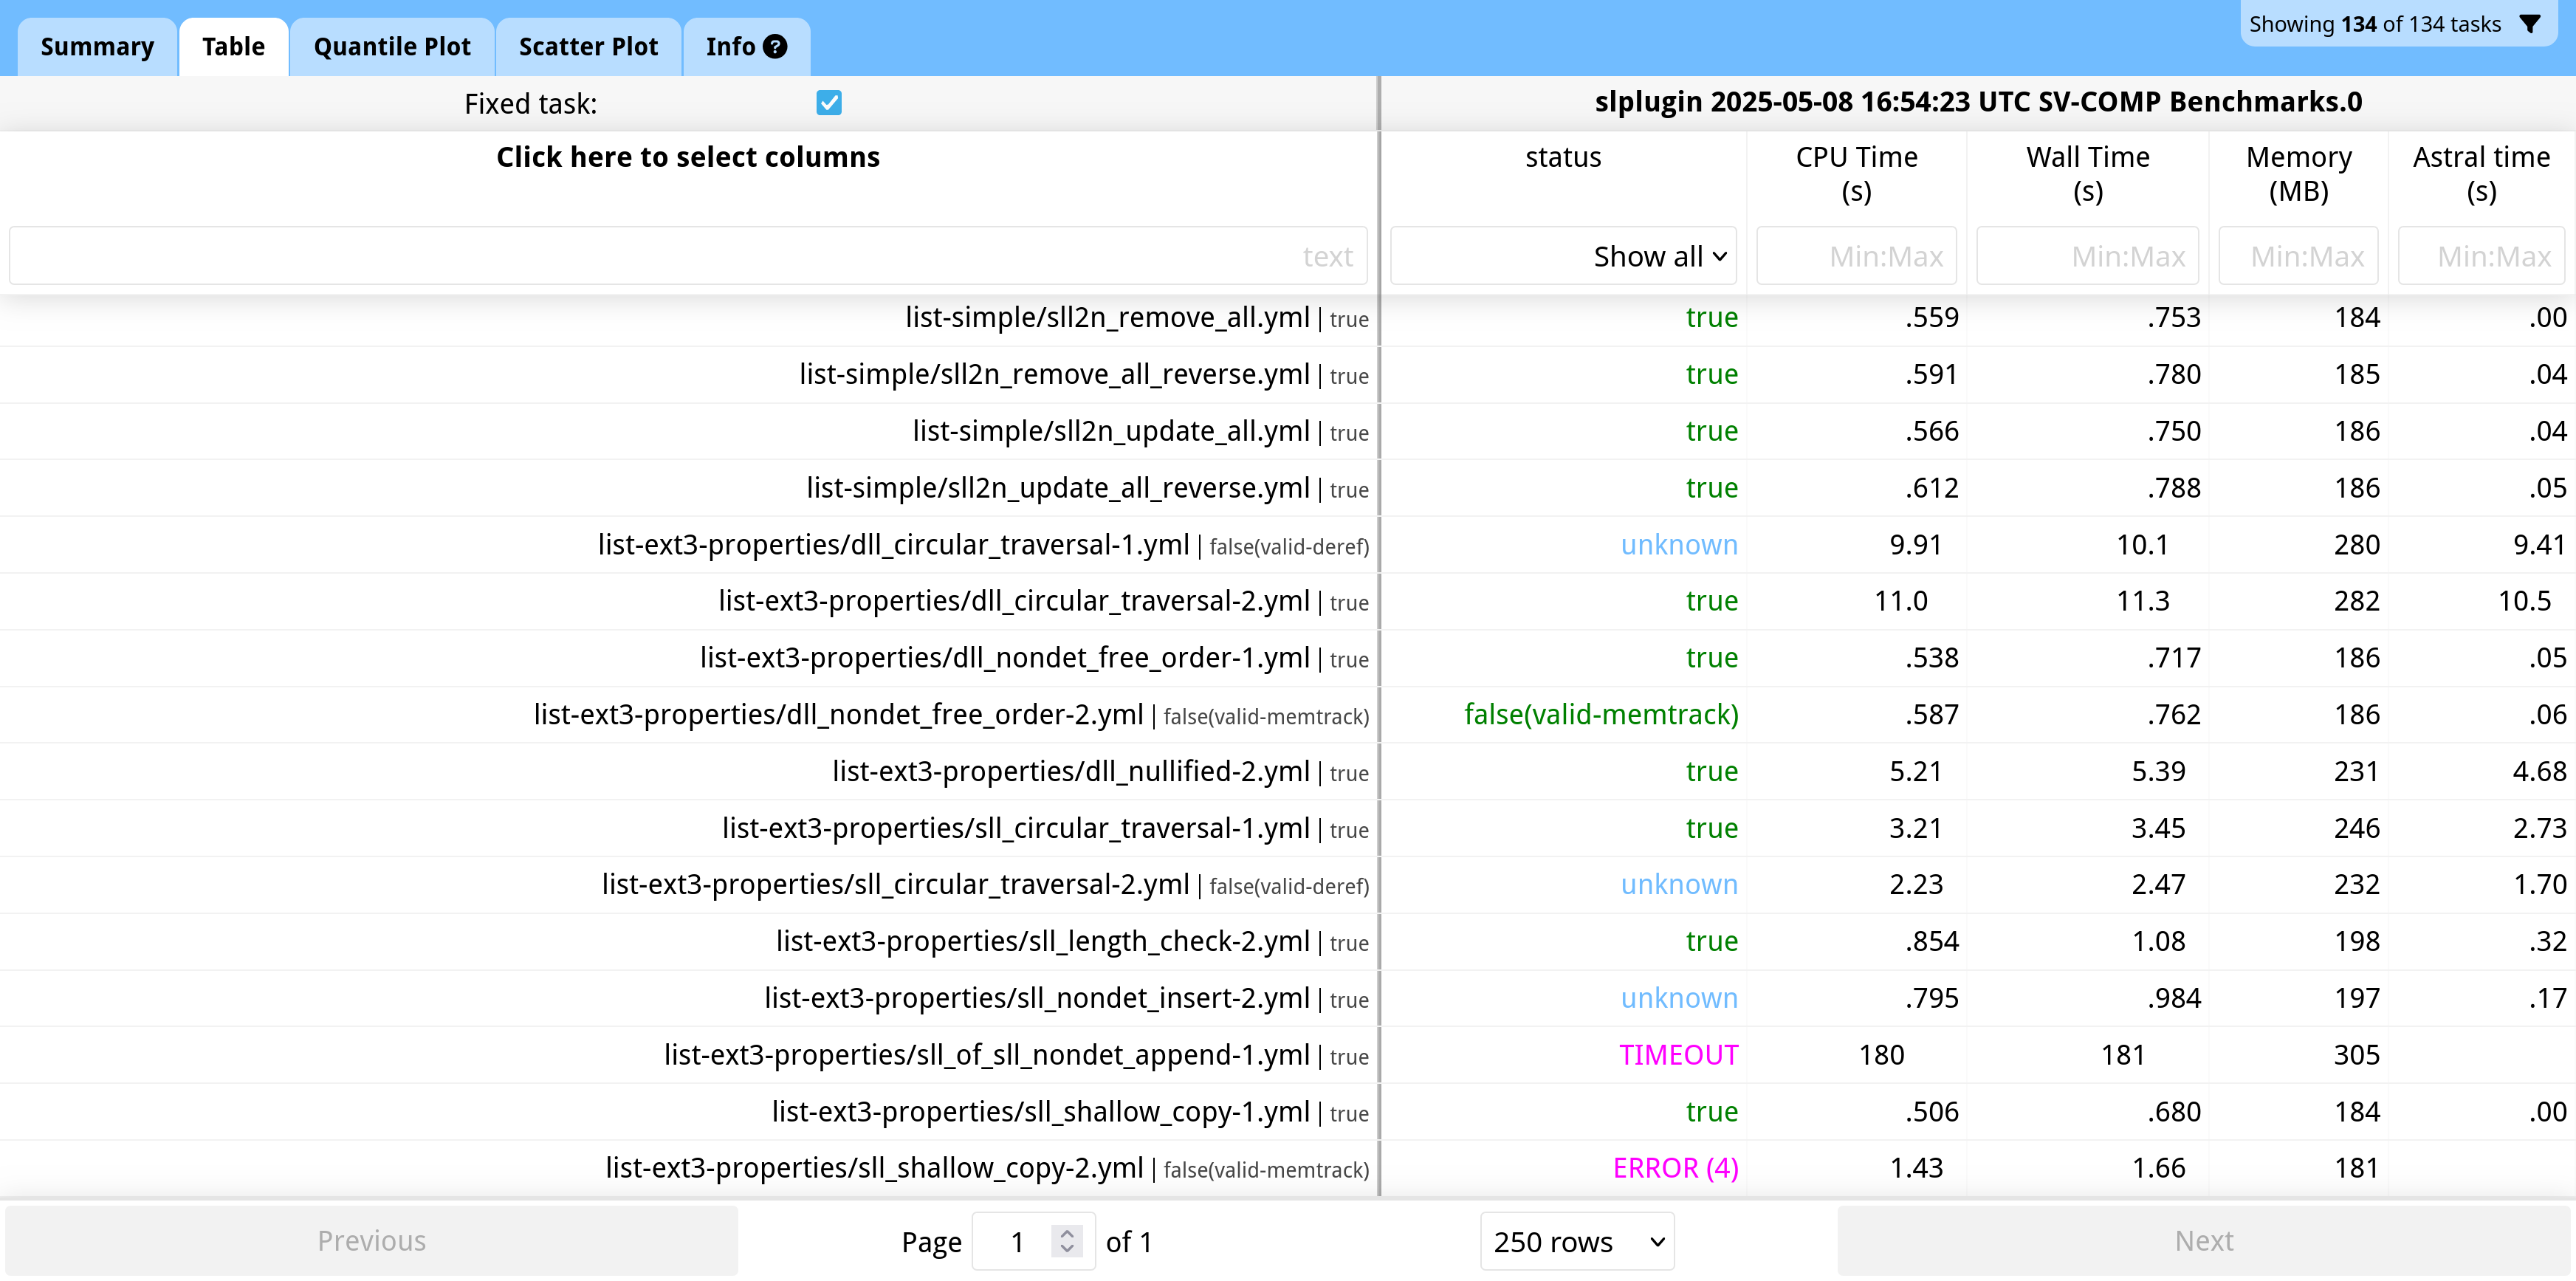 Summary Table Quantile Plot Scatter Plot Info ? Showing 134 of 134 tasks
Fixed task: slplugin 2025-05-08 16:54:23 UTC SV-COMP Benchmarks.0
Click here to select columns status CPU Time (s) Wall Time (s) Memory (MB) Astral time (s)
text Show all Min:Max Min:Max Min:Max Min:Max
list-simple/sll2n_remove_all.yml | true true .559 .753 184 .00
list-simple/sll2n_remove_all_reverse.yml | true true .591 .780 185 .04
list-simple/sll2n_update_all.yml | true true .566 .750 186 .04
list-simple/sll2n_update_all_reverse.yml | true true .612 .788 186 .05
list-ext3-properties/dll_circular_traversal-1.yml | false(valid-deref) unknown 9.91 10.1 280 9.41
list-ext3-properties/dll_circular_traversal-2.yml | true true 11.0 11.3 282 10.5
list-ext3-properties/dll_nondet_free_order-1.yml | true true .538 .717 186 .05
list-ext3-properties/dll_nondet_free_order-2.yml | false(valid-memtrack) false(valid-memtrack) .587 .762 186 .06
list-ext3-properties/dll_nullified-2.yml | true true 5.21 5.39 231 4.68
list-ext3-properties/sll_circular_traversal-1.yml | true true 3.21 3.45 246 2.73
list-ext3-properties/sll_circular_traversal-2.yml | false(valid-deref) unknown 2.23 2.47 232 1.70
list-ext3-properties/sll_length_check-2.yml | true true .854 1.08 198 .32
list-ext3-properties/sll_nondet_insert-2.yml | true unknown .795 .984 197 .17
list-ext3-properties/sll_of_sll_nondet_append-1.yml | true TIMEOUT 180 181 305
list-ext3-properties/sll_shallow_copy-1.yml | true true .506 .680 184 .00
list-ext3-properties/sll_shallow_copy-2.yml | false(valid-memtrack) ERROR (4) 1.43 1.66 181
Previous Page 1 of 1 250 rows Next